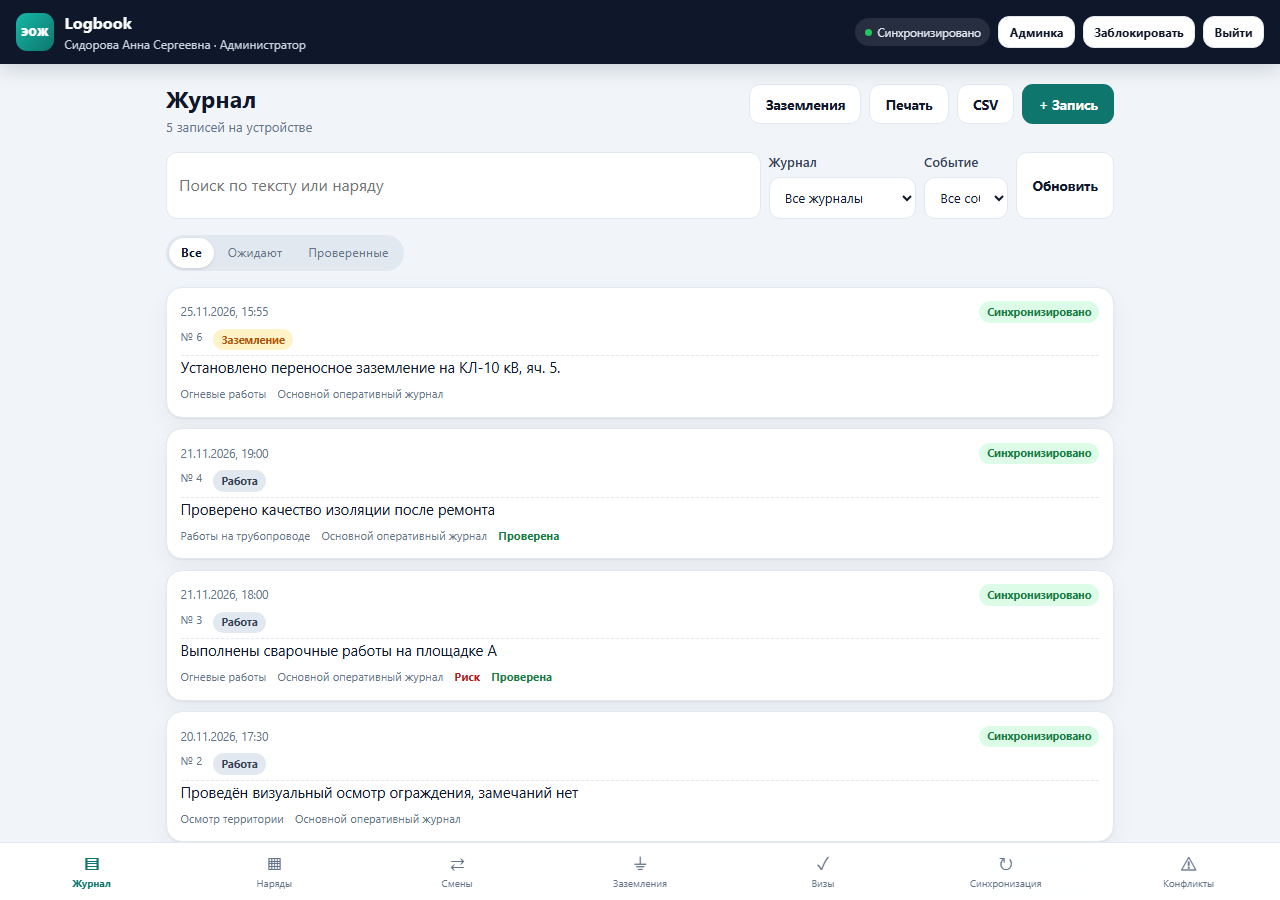 ЭОЖ
Logbook
Сидорова Анна Сергеевна · Администратор
Синхронизировано
Админка
Заблокировать
Выйти
Журнал
5 записей на устройстве
Заземления
Печать
CSV
+ Запись
Поиск по тексту или наряду
Журнал
Все журналы
Событие
Все со
Обновить
Все
Ожидают
Проверенные
25.11.2026, 15:55
Синхронизировано
№ 6 Заземление
Установлено переносное заземление на КЛ-10 кВ, яч. 5.
Огневые работы Основной оперативный журнал
21.11.2026, 19:00
Синхронизировано
№ 4 Работа
Проверено качество изоляции после ремонта
Работы на трубопроводе Основной оперативный журнал Проверена
21.11.2026, 18:00
Синхронизировано
№ 3 Работа
Выполнены сварочные работы на площадке А
Огневые работы Основной оперативный журнал Риск Проверена
20.11.2026, 17:30
Синхронизировано
№ 2 Работа
Проведён визуальный осмотр ограждения, замечаний нет
Осмотр территории Основной оперативный журнал
Журнал
Наряды
Смены
Заземления
Визы
Синхронизация
Конфликты